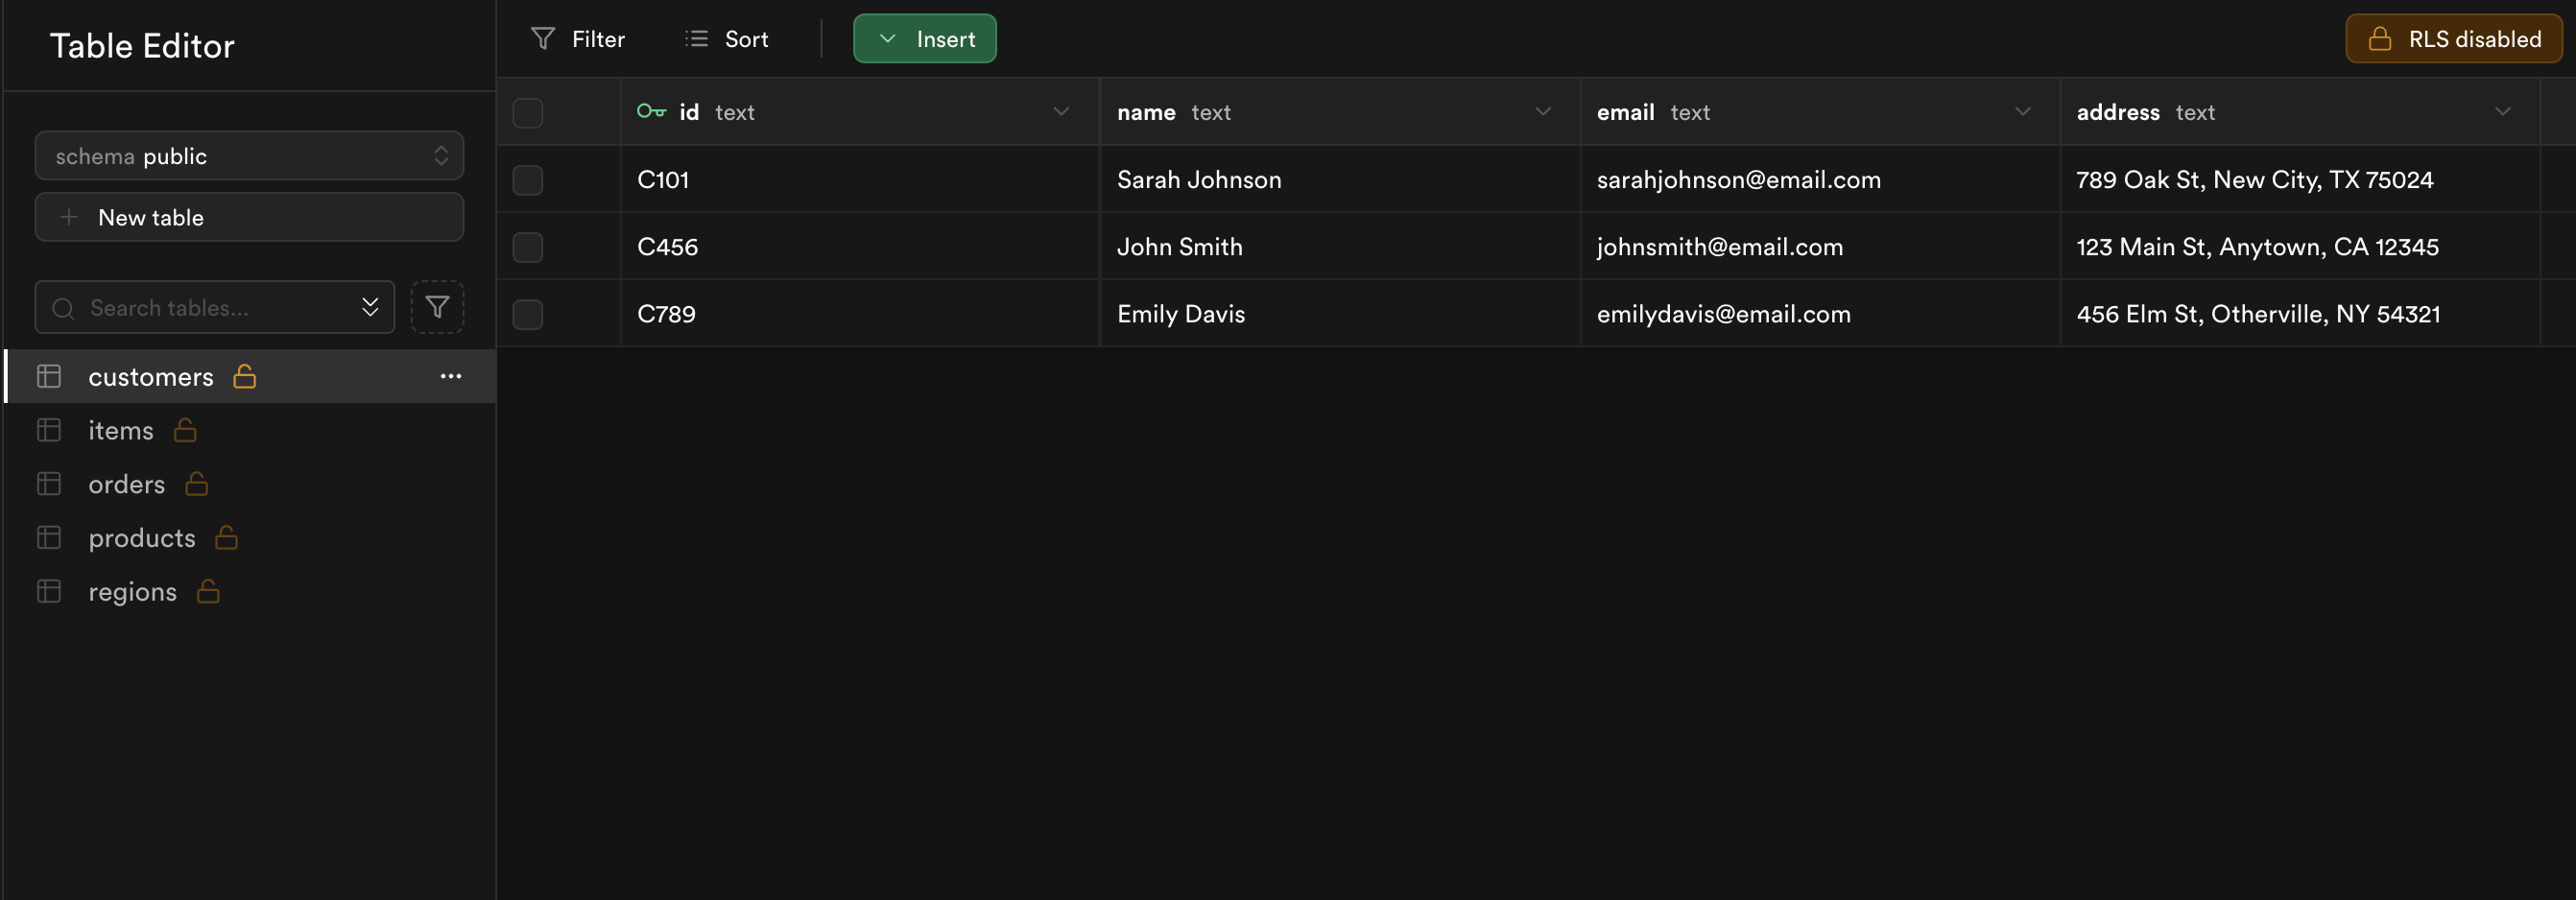 Table Editor
Filter Sort Insert RLS disabled
schema public
New table
Search tables...
customers
items
orders
products
regions
id text name text email text address text
C101 Sarah Johnson sarahjohnson@email.com 789 Oak St, New City, TX 75024
C456 John Smith johnsmith@email.com 123 Main St, Anytown, CA 12345
C789 Emily Davis emilydavis@email.com 456 Elm St, Otherville, NY 54321